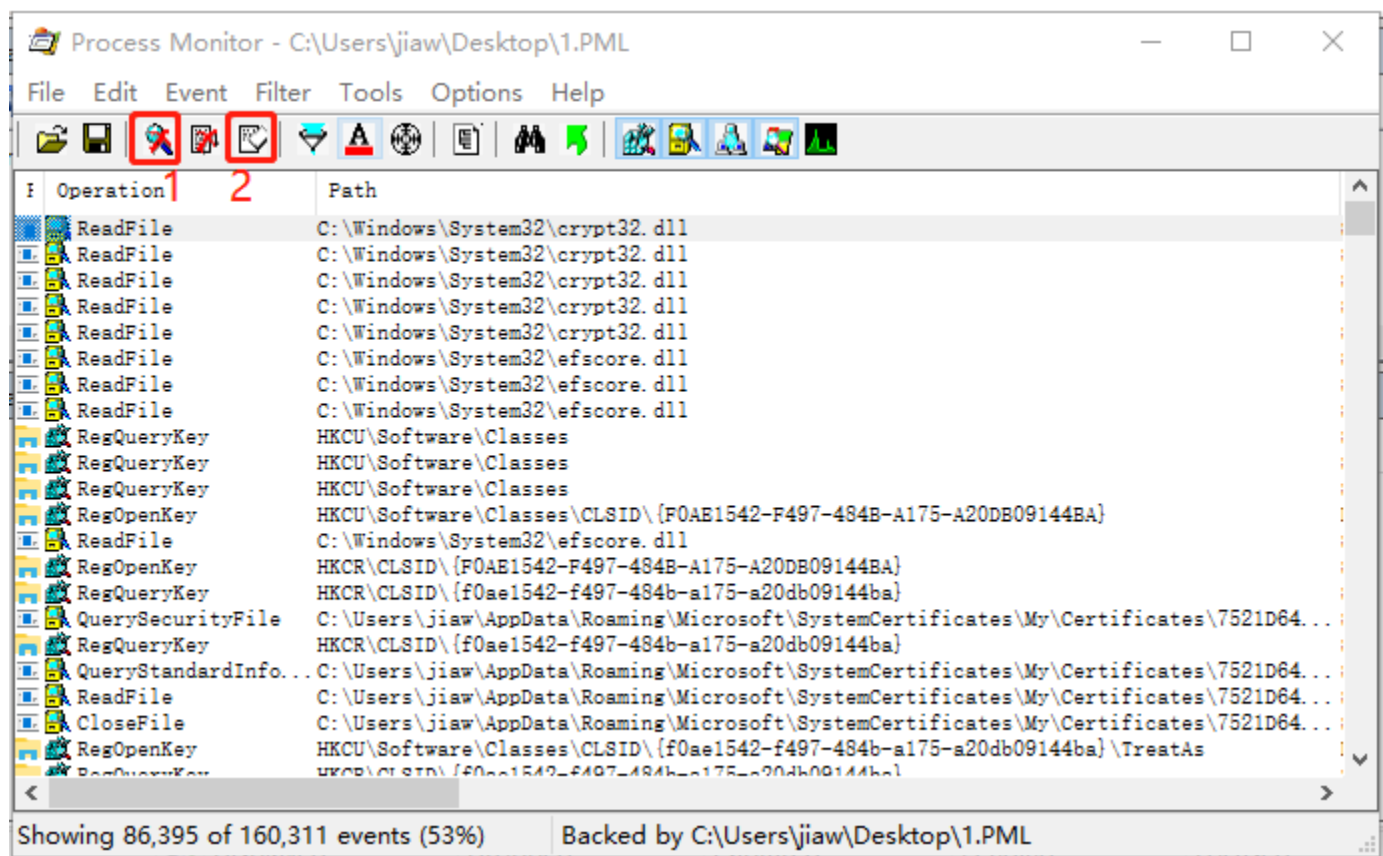 Process Monitor - C:\Users\jiaw\Desktop\1.PML
File Edit Event Filter Tools Options Help
1 2
Operation Path
ReadFile C:\Windows\System32\crypt32.dll
ReadFile C:\Windows\System32\crypt32.dll
ReadFile C:\Windows\System32\crypt32.dll
ReadFile C:\Windows\System32\crypt32.dll
ReadFile C:\Windows\System32\crypt32.dll
ReadFile C:\Windows\System32\efscore.dll
ReadFile C:\Windows\System32\efscore.dll
ReadFile C:\Windows\System32\efscore.dll
RegQueryKey HKCU\Software\Classes
RegQueryKey HKCU\Software\Classes
RegQueryKey HKCU\Software\Classes
RegOpenKey HKCU\Software\Classes\CLSID\{F0AE1542-F497-484B-A175-A20DB09144BA}
ReadFile C:\Windows\System32\efscore.dll
RegOpenKey HKCR\CLSID\{F0AE1542-F497-484B-A175-A20DB09144BA}
RegQueryKey HKCR\CLSID\{f0ae1542-f497-484b-a175-a20db09144ba}
QuerySecurityFile C:\Users\jiaw\AppData\Roaming\Microsoft\SystemCertificates\My\Certificates\7521D64...
RegQueryKey HKCR\CLSID\{f0ae1542-f497-484b-a175-a20db09144ba}
QueryStandardInfo... C:\Users\jiaw\AppData\Roaming\Microsoft\SystemCertificates\My\Certificates\7521D64...
ReadFile C:\Users\jiaw\AppData\Roaming\Microsoft\SystemCertificates\My\Certificates\7521D64...
CloseFile C:\Users\jiaw\AppData\Roaming\Microsoft\SystemCertificates\My\Certificates\7521D64...
RegOpenKey HKCU\Software\Classes\CLSID\{f0ae1542-f497-484b-a175-a20db09144ba}\TreatAs
RegQueryKey HKCR\CLSID\{f0ae1542-f497-484b-a175-a20db09144ba}
Showing 86,395 of 160,311 events (53%) Backed by C:\Users\jiaw\Desktop\1.PML